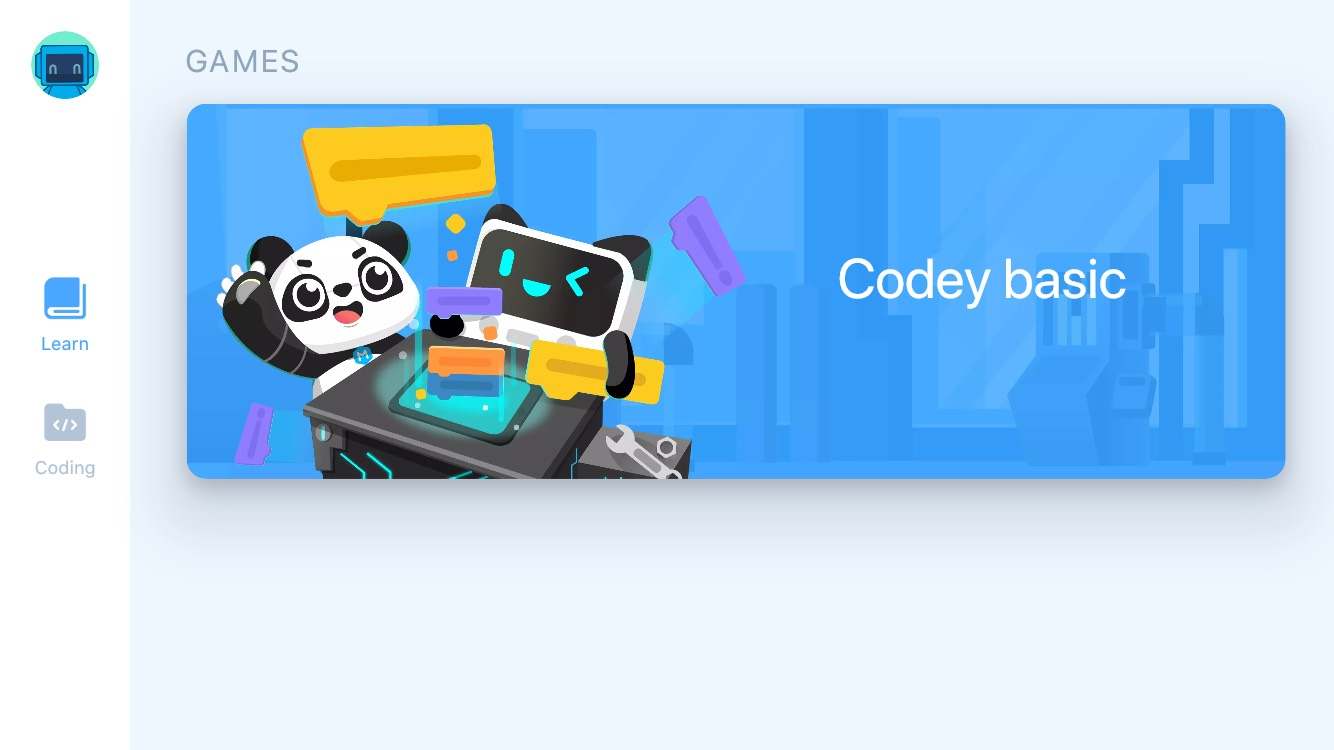 GAMES
Codey basic
M
Learn
</>
Coding